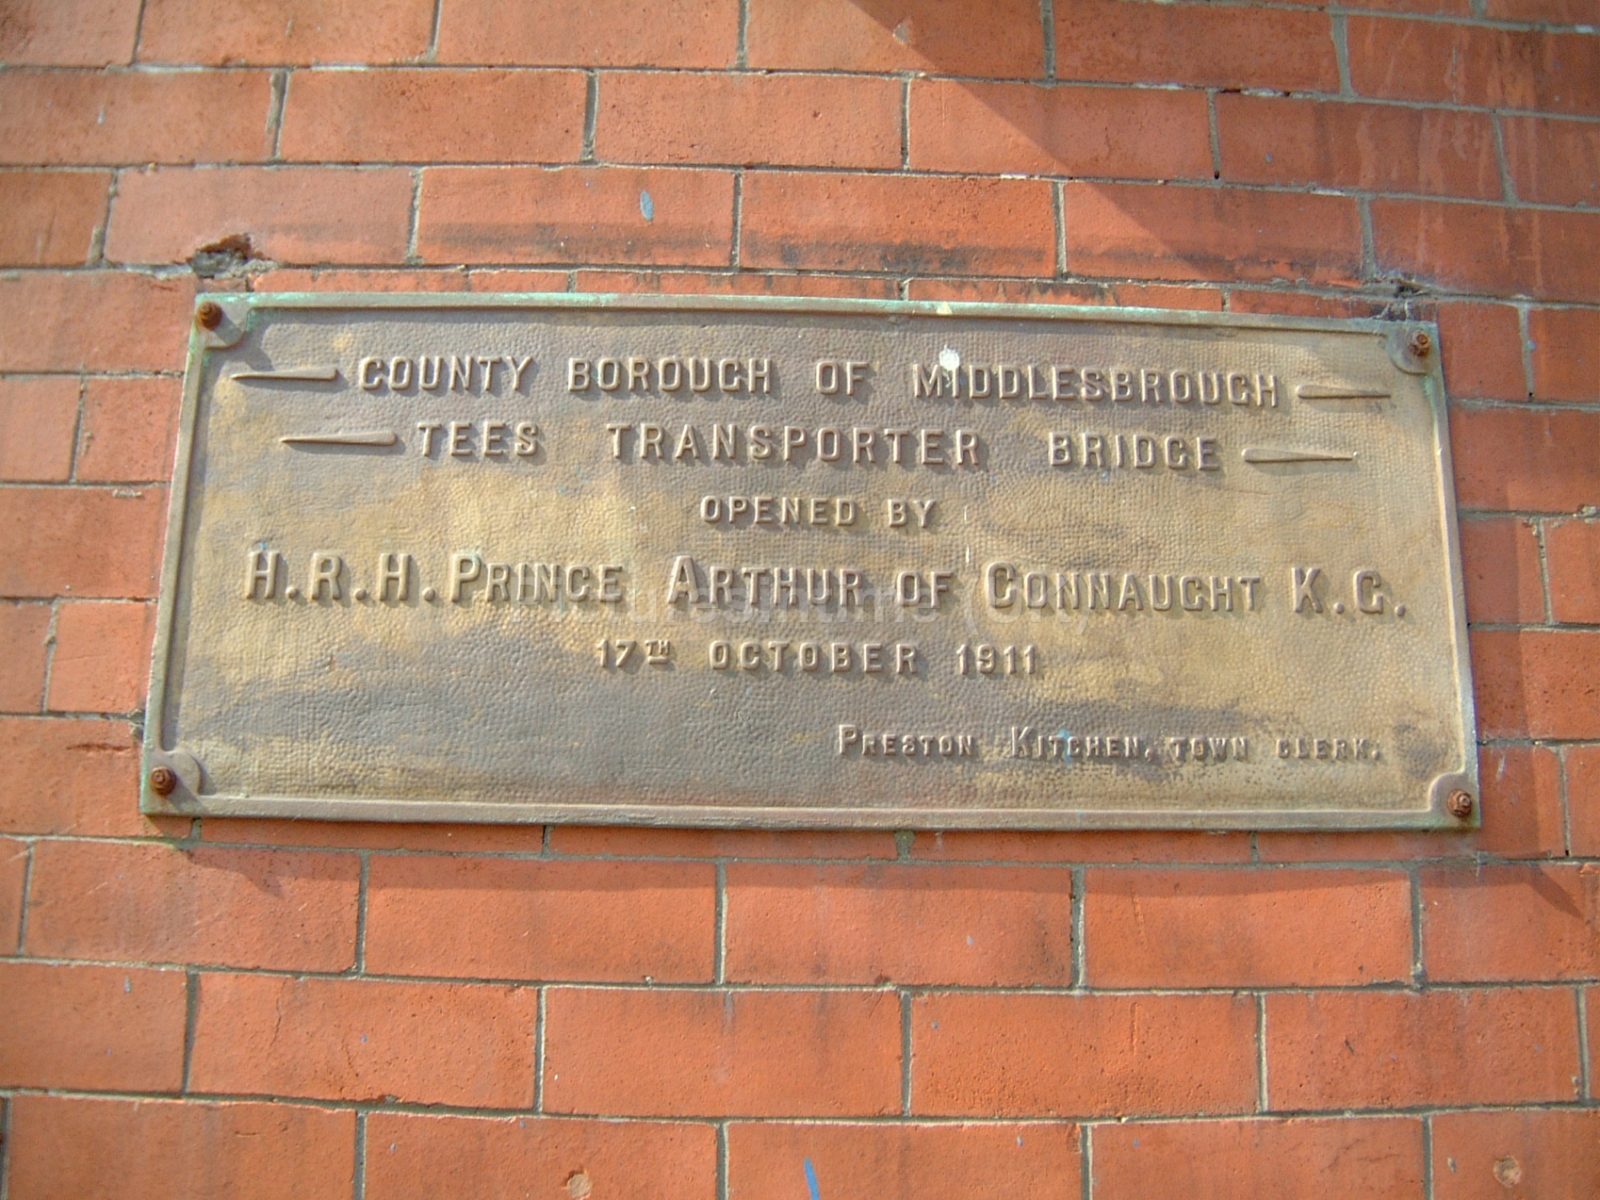 COUNTY BOROUGH OF MIDDLESBROUGH
TEES TRANSPORTER BRIDGE
OPENED BY
H.R.H. PRINCE ARTHUR OF CONNAUGHT K.G.
17TH OCTOBER 1911
PRESTON KITCHEN, TOWN CLERK.